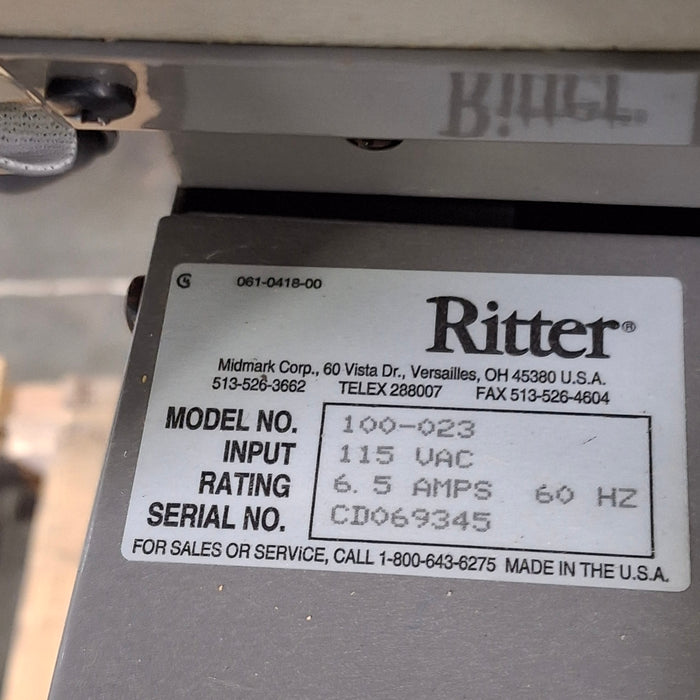 Ritter
061-0418-00
Ritter®
Midmark Corp., 60 Vista Dr., Versailles, OH 45380 U.S.A.
513-526-3662 TELEX 288007 FAX 513-526-4604
MODEL NO. 100-023
INPUT 115 VAC
RATING 6.5 AMPS 60 HZ
SERIAL NO. CD069345
FOR SALES OR SERVICE, CALL 1-800-643-6275 MADE IN THE U.S.A.